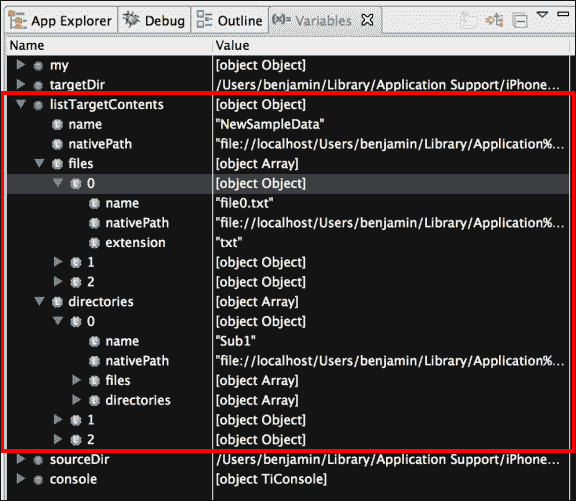 App Explorer Debug Outline (x)= Variables
Name Value
my [object Object]
targetDir /Users/benjamin/Library/Application Support/iPhone...
listTargetContents [object Object]
name "NewSampleData"
nativePath "file://localhost/Users/benjamin/Library/Application%...
files [object Array]
0 [object Object]
name "file0.txt"
nativePath "file://localhost/Users/benjamin/Library/Application%...
extension "txt"
1 [object Object]
2 [object Object]
directories [object Array]
0 [object Object]
name "Sub1"
nativePath "file://localhost/Users/benjamin/Library/Application%...
files [object Array]
directories [object Array]
1 [object Object]
2 [object Object]
sourceDir /Users/benjamin/Library/Application Support/iPhone...
console [object TiConsole]